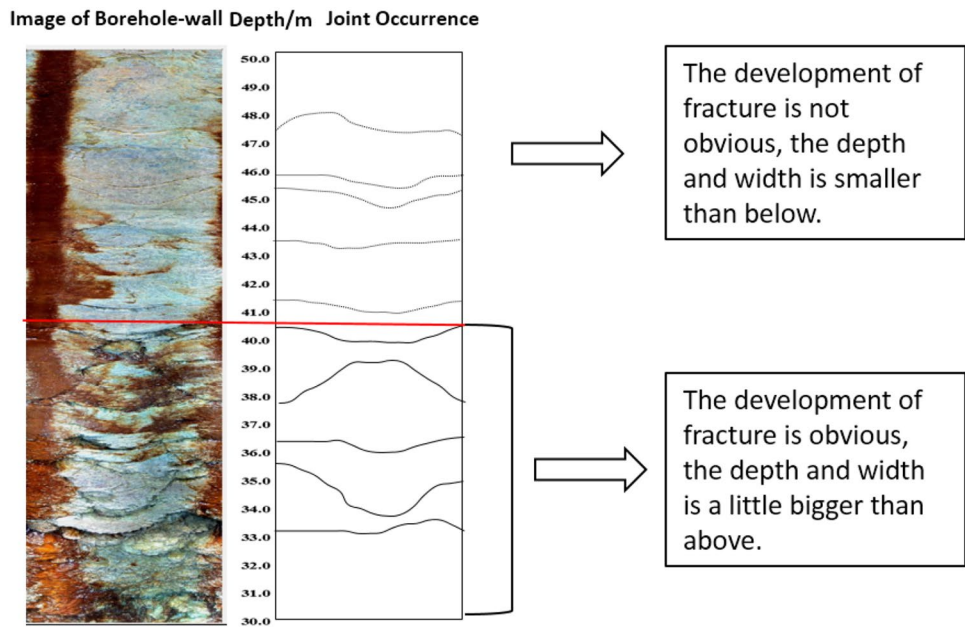 Image of Borehole-wall Depth/m Joint Occurrence
50.0
49.0
48.0
47.0
46.0
45.0
44.0
43.0
42.0
41.0
40.0
39.0
38.0
37.0
36.0
35.0
34.0
33.0
32.0
31.0
30.0
The development of
fracture is not
obvious, the depth
and width is smaller
than below.
The development of
fracture is obvious,
the depth and width
is a little bigger than
above.